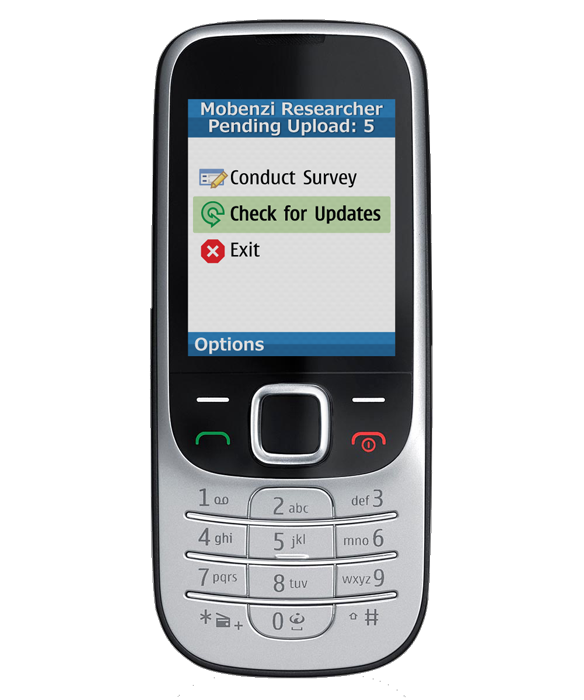 Mobenzi Researcher
Pending Upload: 5
Conduct Survey
Check for Updates
Exit
Options
1
2 abc
def 3
4 ghi
5 jkl
mno 6
7 pqrs
8 tuv
wxyz 9
* +
0
#